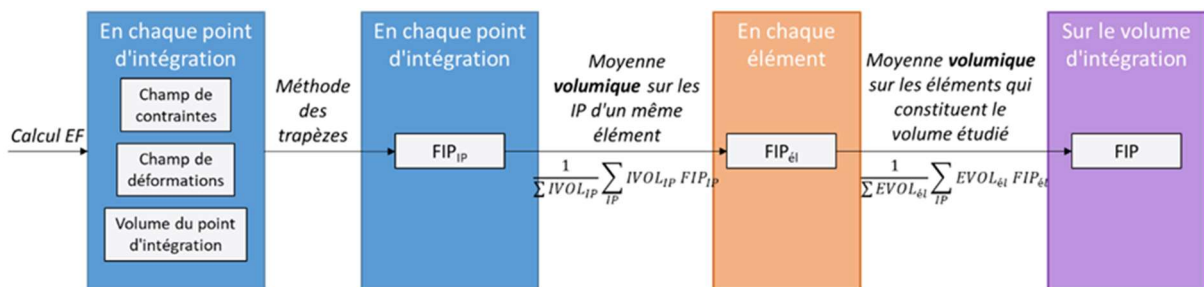 Calcul EF
En chaque point
d'intégration
Champ de
contraintes
Champ de
déformations
Volume du point
d'intégration
Méthode
des
trapèzes
En chaque point
d'intégration
FIP_IP
Moyenne
volumique sur les
IP d'un même
élément
1/∑ IVOL_IP ∑_IP IVOL_IP FIP_IP
En chaque
élément
FIP_él
Moyenne volumique
sur les éléments qui
constituent le
volume étudié
1/∑ EVOL_él ∑_IP EVOL_él FIP_él
Sur le volume
d'intégration
FIP